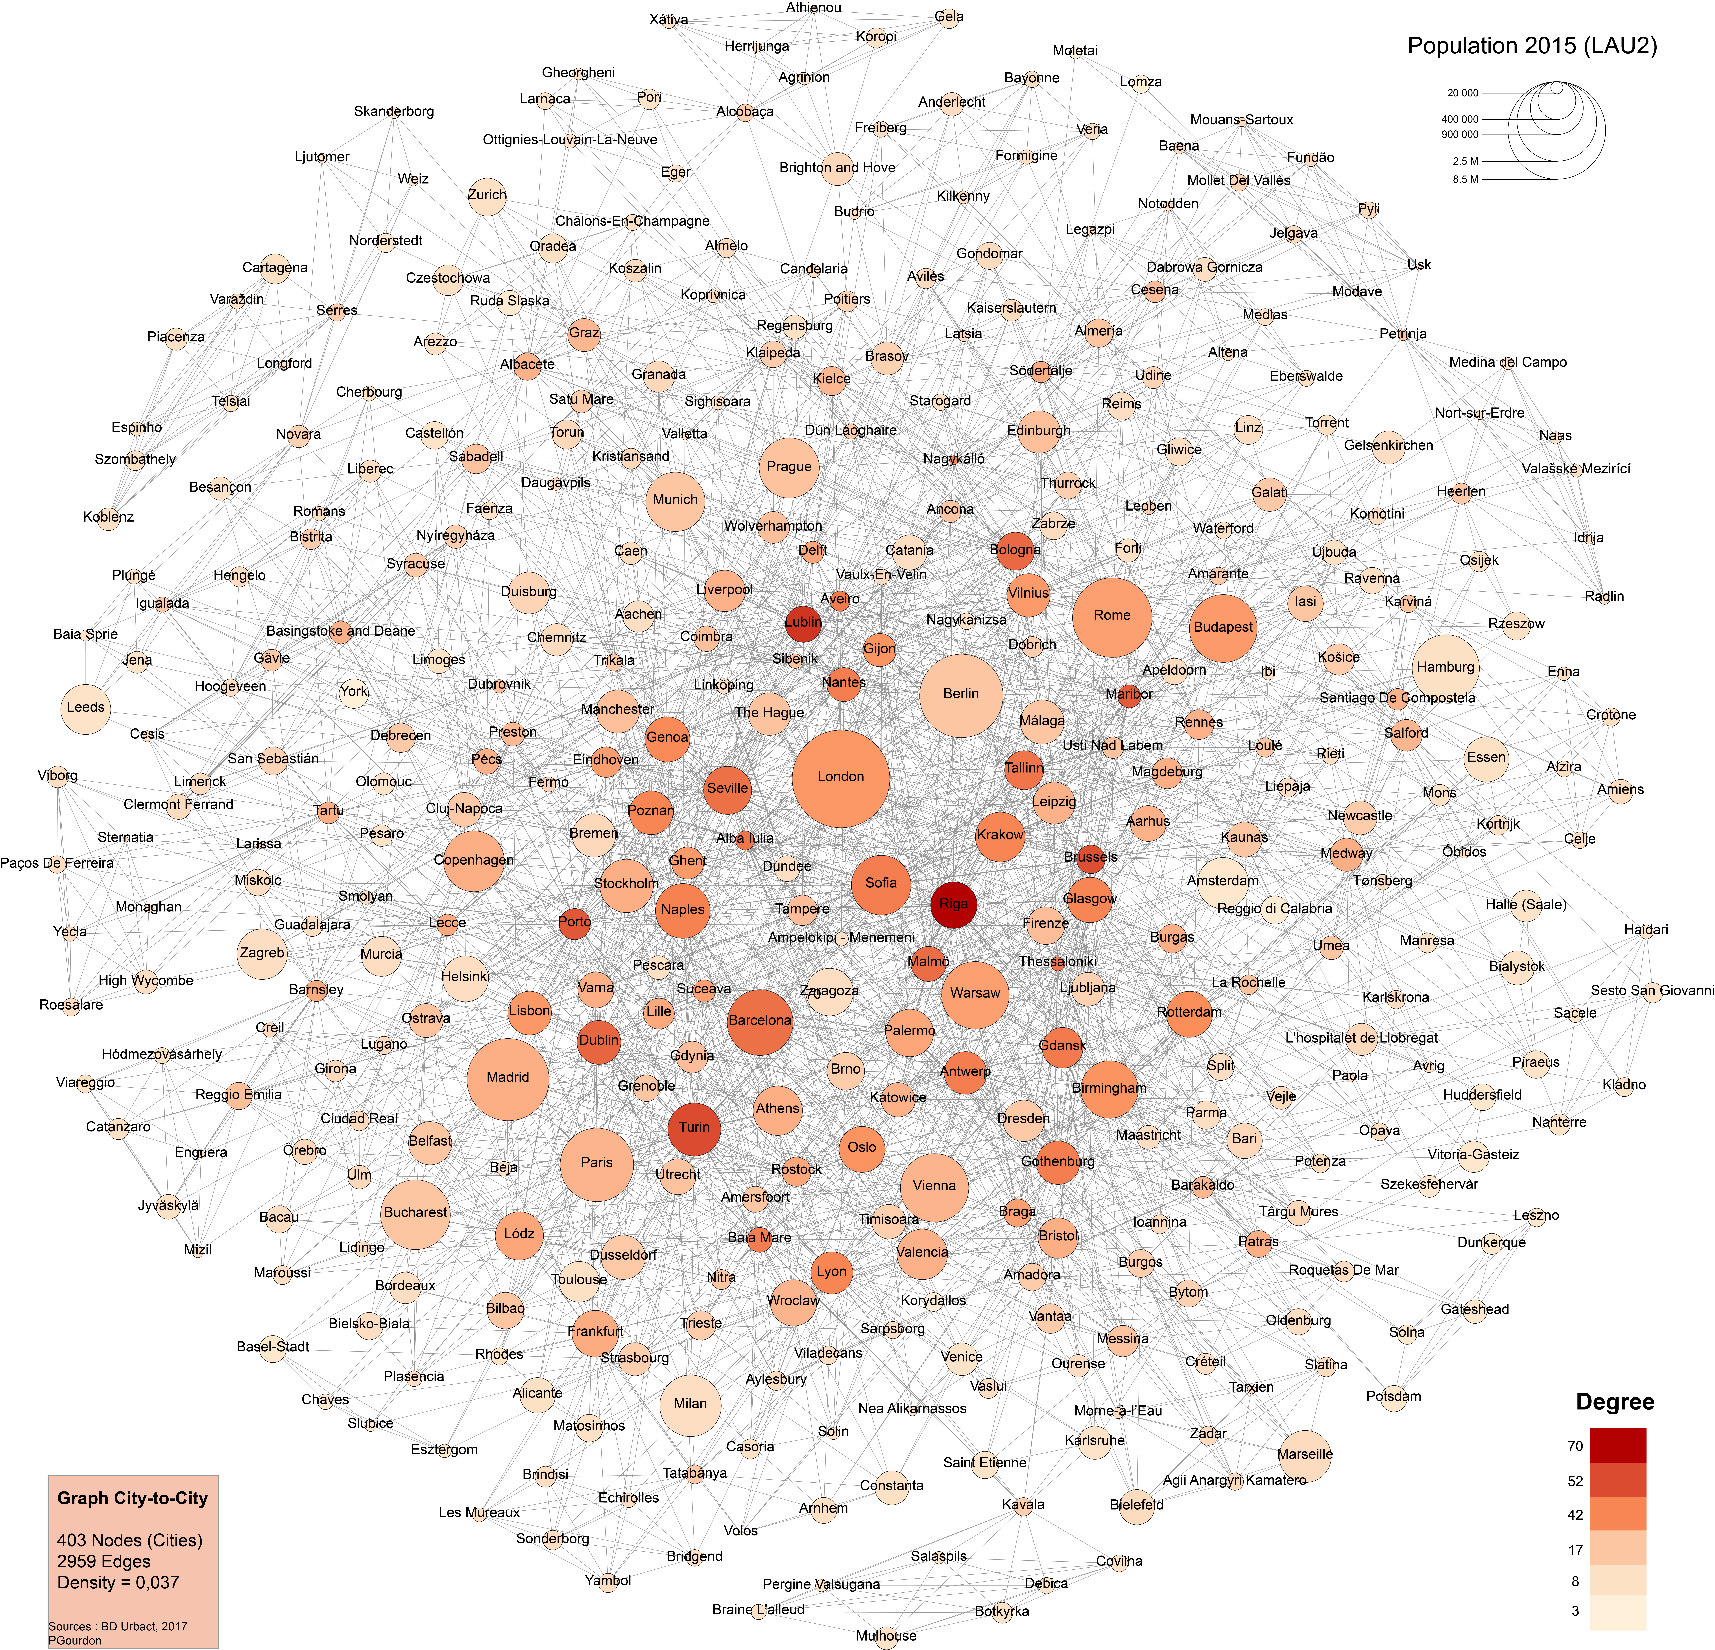 Athienou
Xátiva
Gela
Koropi
Herrljunga
Population 2015 (LAU2)
Moletai
Gheorgheni
Agrinion
Bayonne
Lomza
20 000
Larnaca
Pori
Anderlecht
Skanderborg
Alcobaça
400 000
Mouans-Sartoux
Freiberg
Veria
900 000
Ottignies-Louvain-La-Neuve
Baena
Ljutomer
Formigine
Fundão
2.5 M
Brighton and Hove
Weiz
Eger
Mollet Del Vallès
8.5 M
Zurich
Kilkenny
Notodden
Budrio
Pyli
Châlons-En-Champagne
Legazpi
Jelgava
Norderstedt
Oradea
Almelo
Gondomar
Cartagena
Koszalin
Candelaria
Dabrowa Gornicza
Usk
Czestochowa
Avilés
Cesena
Modave
Varaždin
Ruda Slaska
Koprivnica
Poitiers
Serres
Kaiserslautern
Medias
Piacenza
Graz
Regensburg
Latsia
Almería
Petrinja
Arezzo
Klaipeda
Brasov
Altena
Longford
Albacete
Medina del Campo
Granada
Kielce
Södertälje
Udine
Eberswalde
Cherbourg
Telsiai
Satu Mare
Sighisoara
Starogard
Reims
Nort-sur-Erdre
Espinho
Novara
Castellón
Torun
Valletta
Dún Laoghaire
Edinburgh
Linz
Torrent
Naas
Szombathely
Sabadell
Kristiansand
Nagykálló
Gliwice
Gelsenkirchen
Liberec
Prague
Valašské Mezirící
Besançon
Daugavpils
Munich
Thurrock
Galati
Heerlen
Koblenz
Romans
Faenza
Ancona
Leoben
Komotini
Bistrita
Nyíregyháza
Wolverhampton
Zabrze
Waterford
Idrija
Caen
Delft
Catania
Bologna
Forlì
Ujbuda
Syracuse
Osijek
Plungé
Hengelo
Vaulx-En-Velin
Amarante
Ravenna
Duisburg
Liverpool
Vilnius
Radlin
Igualada
Aveiro
Iasi
Karviná
Aachen
Lublin
Nagykanizsa
Rome
Budapest
Rzeszow
Baia Sprie
Basingstoke and Deane
Chemnitz
Coimbra
Gijon
Dobrich
Jena
Gävle
Limoges
Trikala
Sibenik
Košice
Hamburg
Apeldoorn
Ibi
Enna
Hoogeveen
York
Dubrovnik
Linköping
Nantes
Berlin
Maribor
Santiago De Compostela
Leeds
Manchester
The Hague
Málaga
Rennes
Crotone
Cesis
Debrecen
Preston
Genoa
Usti Nad Labem
Loulé
Rieti
Salford
San Sebastián
Pécs
Eindhoven
Essen
Viborg
Limerick
Olomouc
Fermo
London
Tallinn
Magdeburg
Alzira
Clermont Ferrand
Seville
Liepaja
Mons
Amiens
Tartu
Cluj-Napoca
Poznan
Leipzig
Newcastle
Sternatia
Pesaro
Bremen
Alba Iulia
Krakow
Aarhus
Kaunas
Kortrijk
Larissa
Celje
Paços De Ferreira
Copenhagen
Ghent
Dundee
Brussels
Medway
Óbidos
Miskolc
Stockholm
Sofia
Amsterdam
Tønsberg
Smolyan
Monaghan
Naples
Tampere
Riga
Glasgow
Reggio di Calabria
Halle (Saale)
Yecla
Guadalajara
Lecce
Porto
Firenze
Zagreb
Murcia
Ampelokipi - Menemeni
Burgas
Umea
Manresa
Haïdari
High Wycombe
Helsinki
Pescara
Malmö
Thessaloniki
Bialystok
Barnsley
Varna
Suceava
Zaragoza
70
Warsaw
Ljubljana
La Rochelle
Karlskrona
Sesto San Giovanni
Roeselare
Ostrava
Lisbon
Lille
Barcelona
Rotterdam
Sacele
Creil
Palermo
L'hospitalet de Llobregat
Hódmezovásárhely
Lugano
Dublin
Gdynia
Gdansk
Split
Piraeus
Viareggio
Girona
Madrid
Grenoble
Brno
Antwerp
Birmingham
Paola
Avrig
Kladno
Reggio Emilia
Katowice
Vejle
Huddersfield
Catanzaro
Ciudad Real
Athens
Dresden
Parma
Nanterre
Enguera
Belfast
Turin
Maastricht
Bari
Opava
Örebro
Oslo
Ulm
Beja
Paris
Utrecht
Rostock
Gothenburg
Potenza
Vitoria-Gasteiz
Jyväskylä
Amersfoort
Vienna
Barakaldo
Szekesfehervár
Bacau
Bucharest
Timisoara
Braga
Ioannina
Târgu Mures
Leszno
Mizil
Lidingo
Lódz
Baia Mare
Bristol
Patras
Dunkerque
Maroussi
Düsseldorf
Valencia
Bordeaux
Toulouse
Nitra
Lyon
Amadora
Burgos
Roquetas De Mar
Bielsko-Biala
Bilbao
Wroclaw
Korydallos
Bytom
Gateshead
Trieste
Vantaa
Oldenburg
Basel-Stadt
Frankfurt
Sarpsborg
Messina
Solna
Rhodes
Strasbourg
Viladecans
Venice
Ourense
Créteil
Slatina
Plasencia
Aylesbury
Vaslui
Tarxien
Potsdam
Chaves
Alicante
Milan
Nea Alikarnassos
Morne-à-l'Eau
Degree
Slubice
Matosinhos
Solin
Zadar
Esztergom
Casoria
Karlsruhe
Marseille
70
Brindisi
Tatabánya
Saint Etienne
Agii Anargyri Kamatero
52
Constanta
Graph City-to-City
Echirolles
Arnhem
Kavala
Bielefeld
42
Les Mureaux
Volos
403 Nodes (Cities)
Sonderborg
17
2959 Edges
Bridgend
Salaspils
Covilha
Density = 0,037
Yambol
Pergine Valsugana
Debica
8
Braine L'alleud
Botkyrka
3
Sources : BD Urbact, 2017
Mulhouse
PGourdon